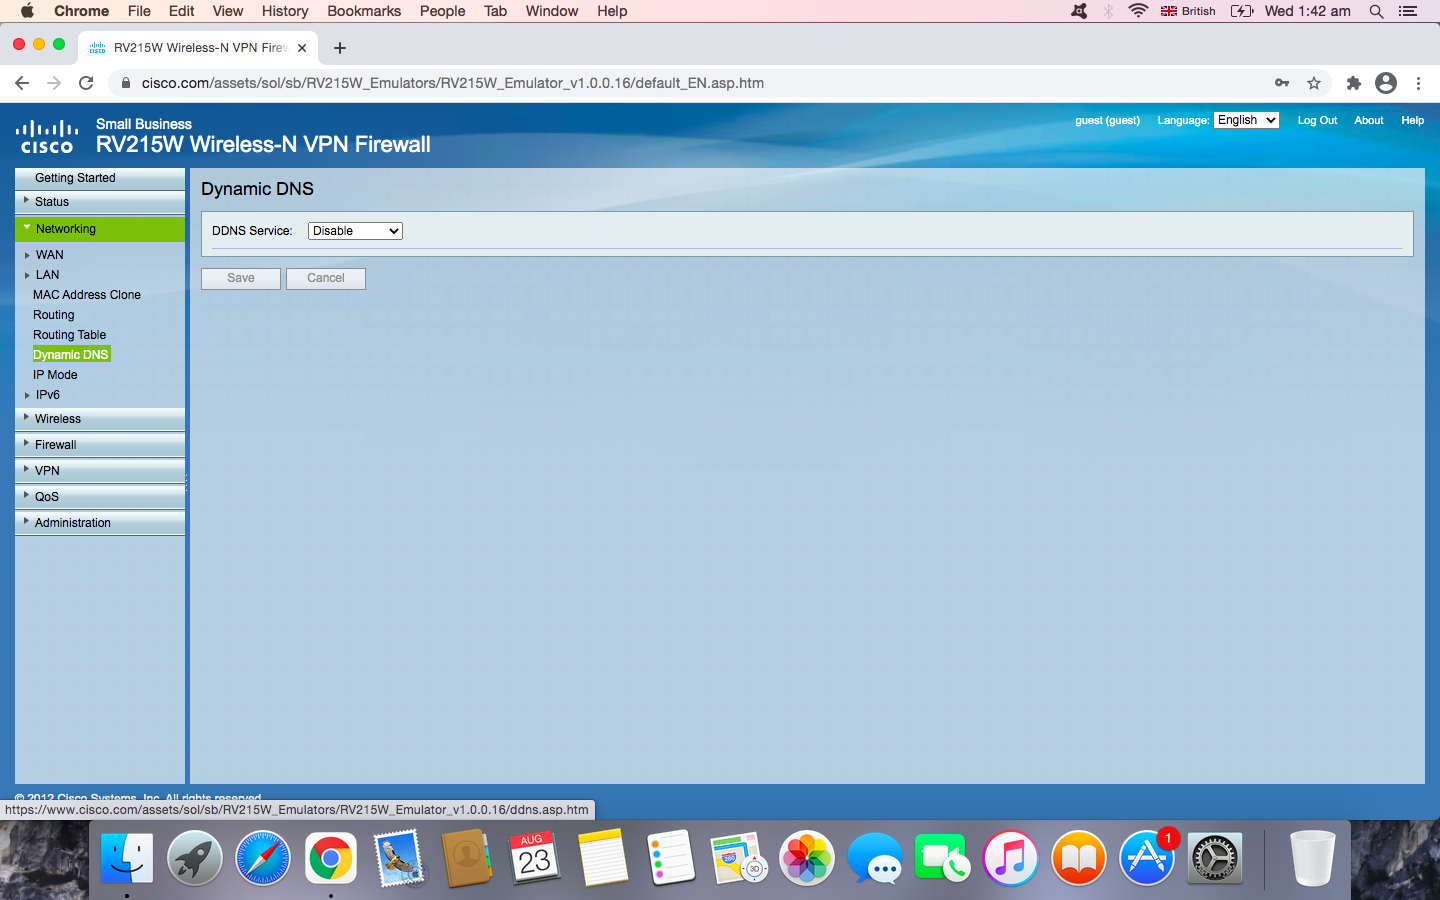 Chrome File Edit View History Bookmarks People Tab Window Help British Wed 1:42 am
RV215W Wireless-N VPN Firew
cisco.com/assets/sol/sb/RV215W_Emulators/RV215W_Emulator_v1.0.0.16/default_EN.asp.htm
cisco
Small Business
RV215W Wireless-N VPN Firewall
guest (guest) Language: English Log Out About Help
Getting Started
Status
Networking
WAN
LAN
MAC Address Clone
Routing
Routing Table
Dynamic DNS
IP Mode
IPv6
Wireless
Firewall
VPN
QoS
Administration
Dynamic DNS
DDNS Service: Disable
Save Cancel
© 2012 Cisco Systems, Inc. All rights reserved.
https://www.cisco.com/assets/sol/sb/RV215W_Emulators/RV215W_Emulator_v1.0.0.16/ddns.asp.htm
AUG
23
280
3D
1